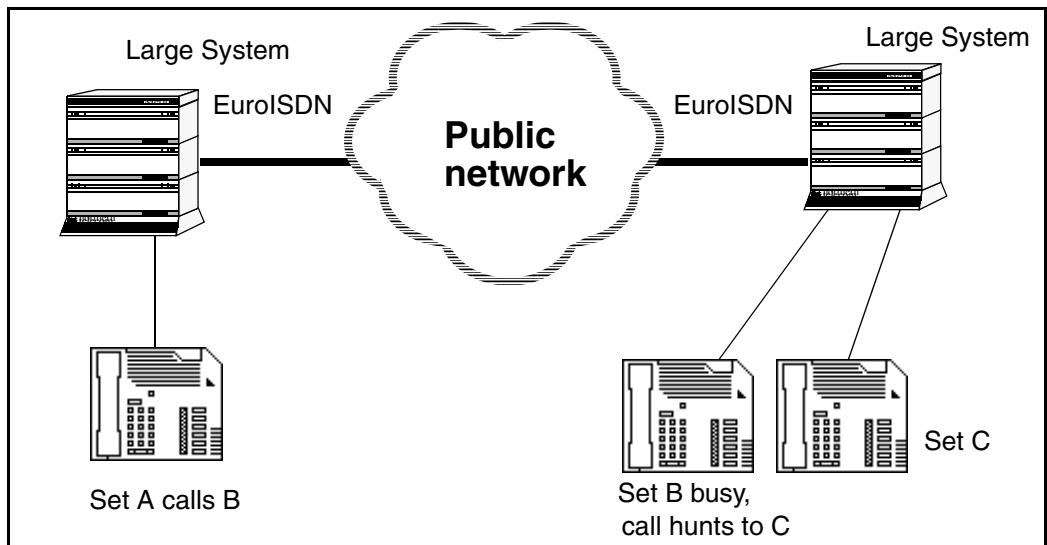 Large System
Large System
EuroISDN
EuroISDN
Public
network
Set A calls B
Set B busy,
call hunts to C
Set C